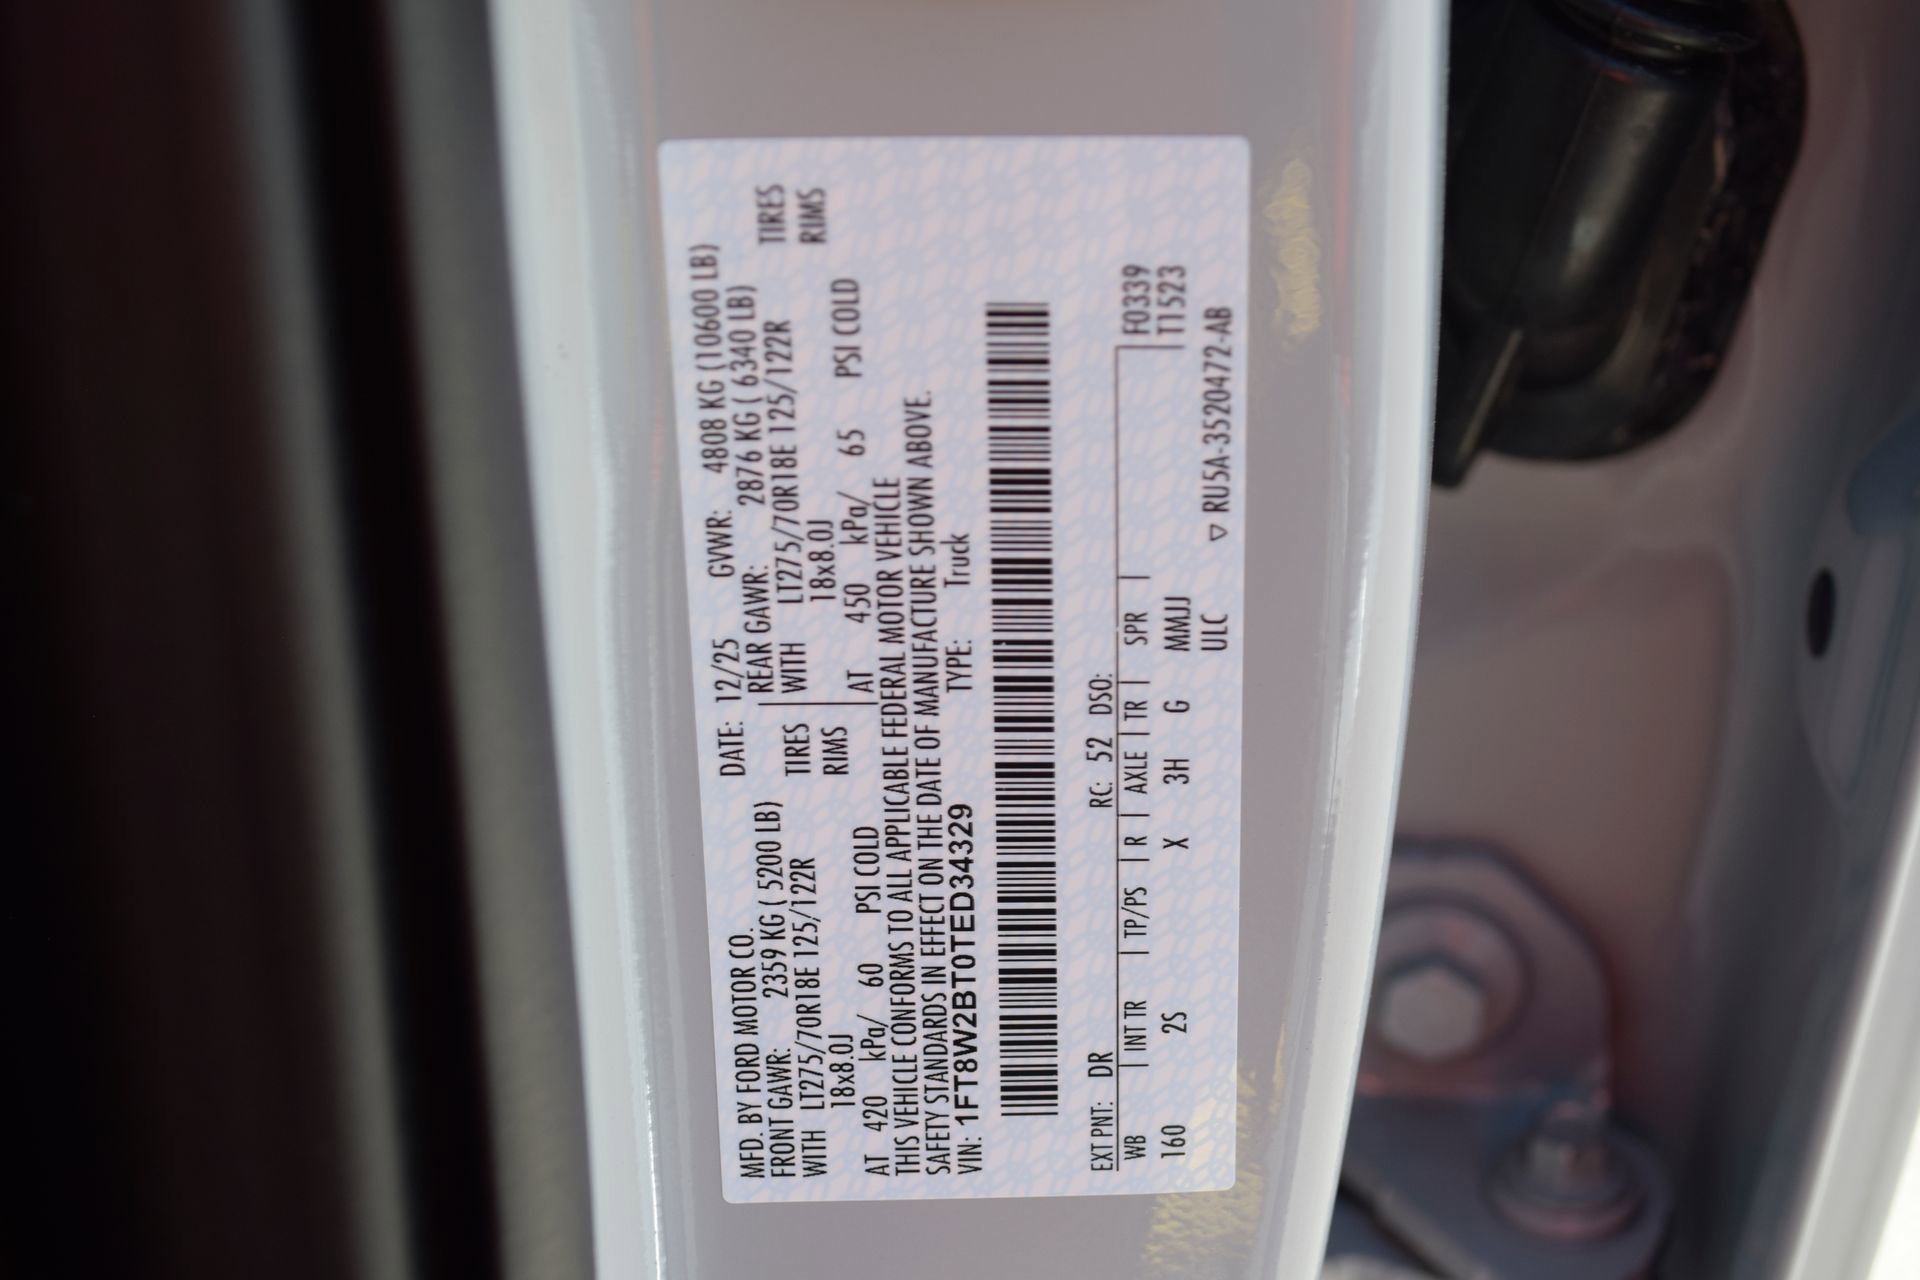 MFD. BY FORD MOTOR CO. DATE: 12/25 GVWR: 4808 KG (10600 LB)
FRONT GAWR: 2359 KG ( 5200 LB) REAR GAWR: 2876 KG ( 6340 LB)
WITH LT275/70R18E 125/122R TIRES WITH LT275/70R18E 125/122R TIRES
18x8.0J RIMS 18x8.0J RIMS
AT 420 kPa/ 60 PSI COLD AT 450 kPa/ 65 PSI COLD
THIS VEHICLE CONFORMS TO ALL APPLICABLE FEDERAL MOTOR VEHICLE
SAFETY STANDARDS IN EFFECT ON THE DATE OF MANUFACTURE SHOWN ABOVE.
VIN: 1FT8W2BT0TED34329 TYPE: Truck
EXT PNT: DR RC: 52 DSO:
WB | INT TR | TP/PS | R | AXLE | TR | SPR | F0339
160 2S X 3H G MMJJ T1523
ULC ▽ RU5A-3520472-AB